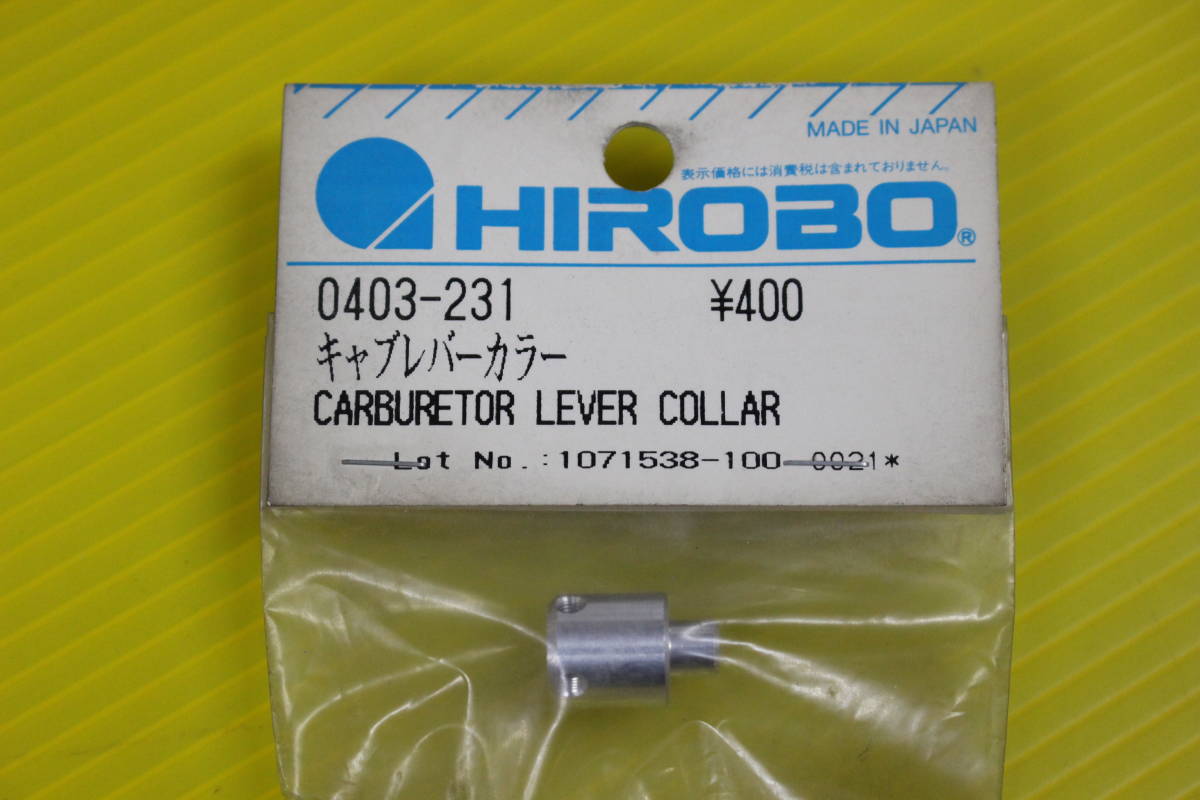 MADE IN JAPAN
表示価格には消費税は含まれておりません。
HIROBO®
0403-231 ¥400
キャブレバーカラー
CARBURETOR LEVER COLLAR
Lot No.:1071538-100 0021*